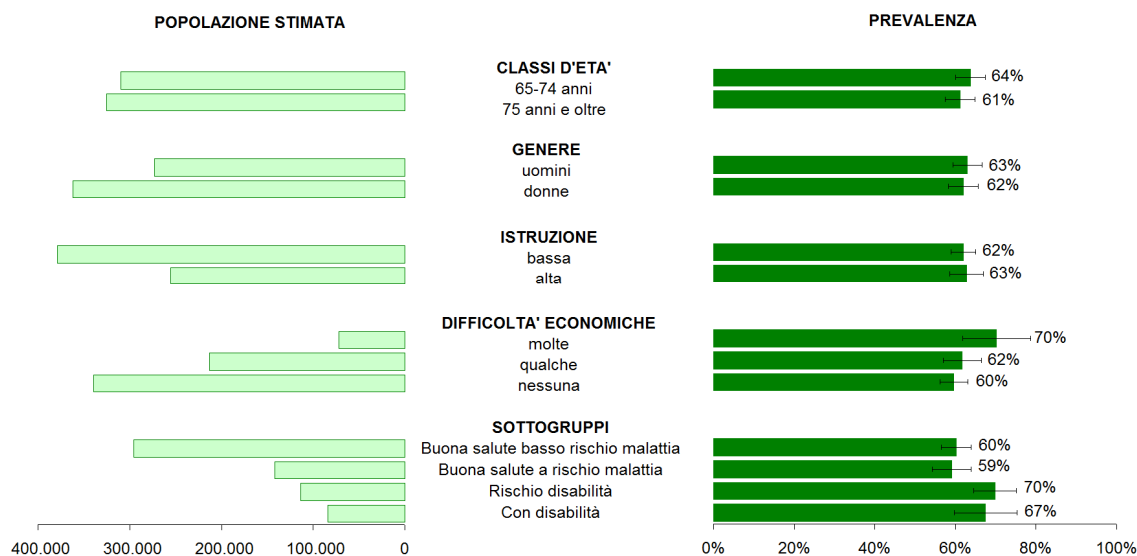 POPOLAZIONE STIMATA
PREVALENZA
CLASSI D'ETA'
65-74 anni
64%
75 anni e oltre
61%
GENERE
uomini
63%
donne
62%
ISTRUZIONE
bassa
62%
alta
63%
DIFFICOLTA' ECONOMICHE
molte
70%
qualche
62%
nessuna
60%
SOTTOGRUPPI
Buona salute basso rischio malattia
60%
Buona salute a rischio malattia
59%
Rischio disabilità
70%
Con disabilità
67%
400.000 300.000 200.000 100.000 0
0% 20% 40% 60% 80% 100%